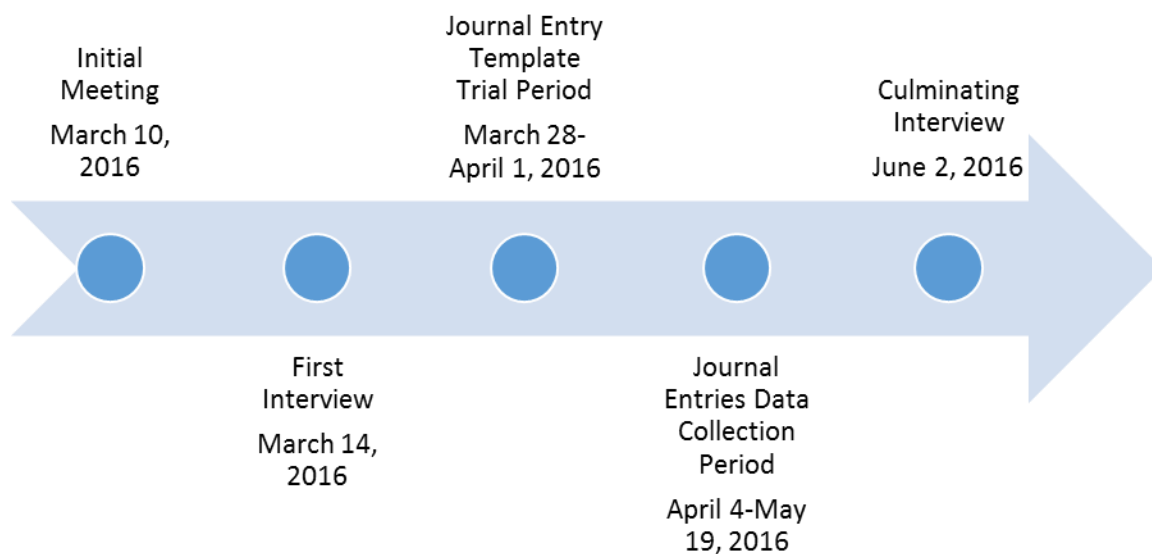 Initial
Meeting
March 10,
2016
First
Interview
March 14,
2016
Journal Entry
Template
Trial Period
March 28-
April 1, 2016
Journal
Entries Data
Collection
Period
April 4-May
19, 2016
Culminating
Interview
June 2, 2016